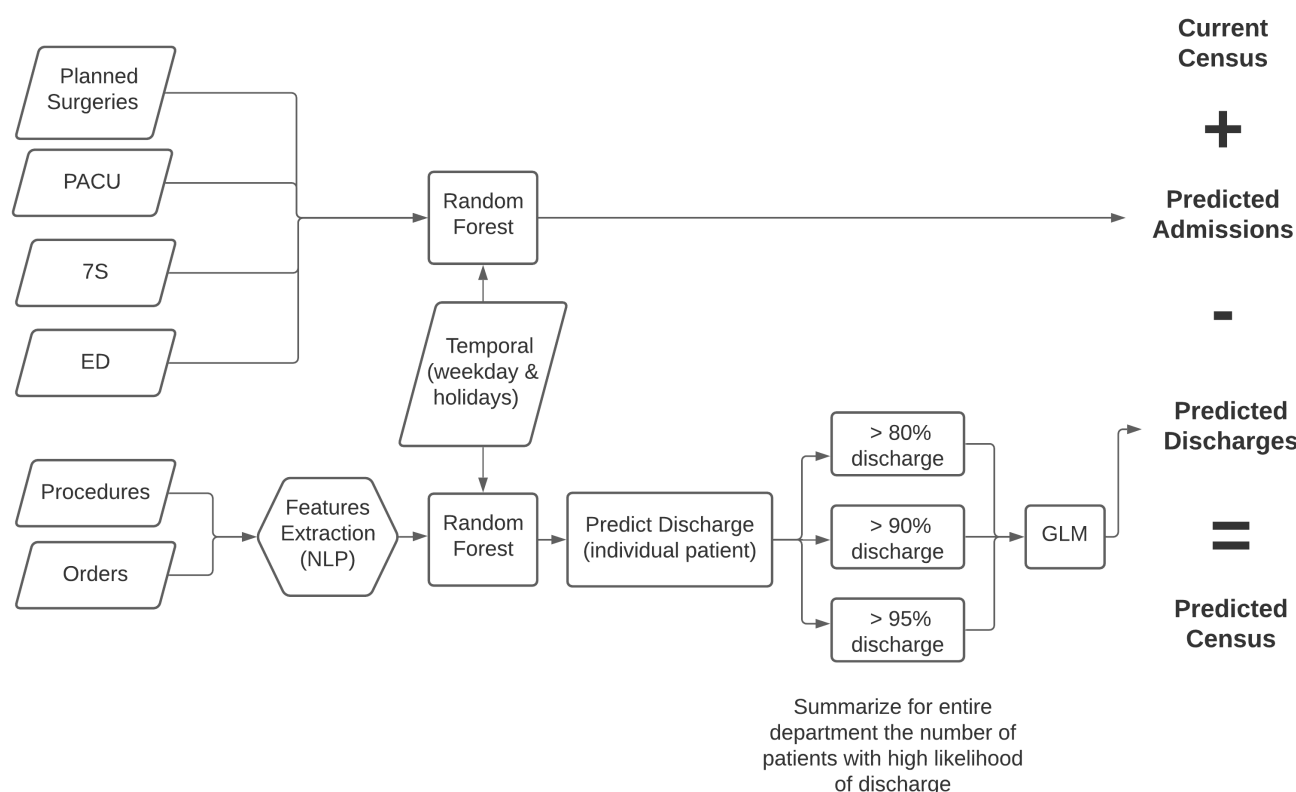 Current
Census
+
Planned
Surgeries
PACU
Random
Forest
Predicted
Admissions
7S
-
Temporal
(weekday &
holidays)
ED
Predicted
Discharges
> 80%
discharge
Procedures
Features
Extraction
(NLP)
Random
Forest
Predict Discharge
(individual patient)
> 90%
discharge
GLM
=
Orders
> 95%
discharge
Predicted
Census
Summarize for entire
department the number of
patients with high likelihood
of discharge